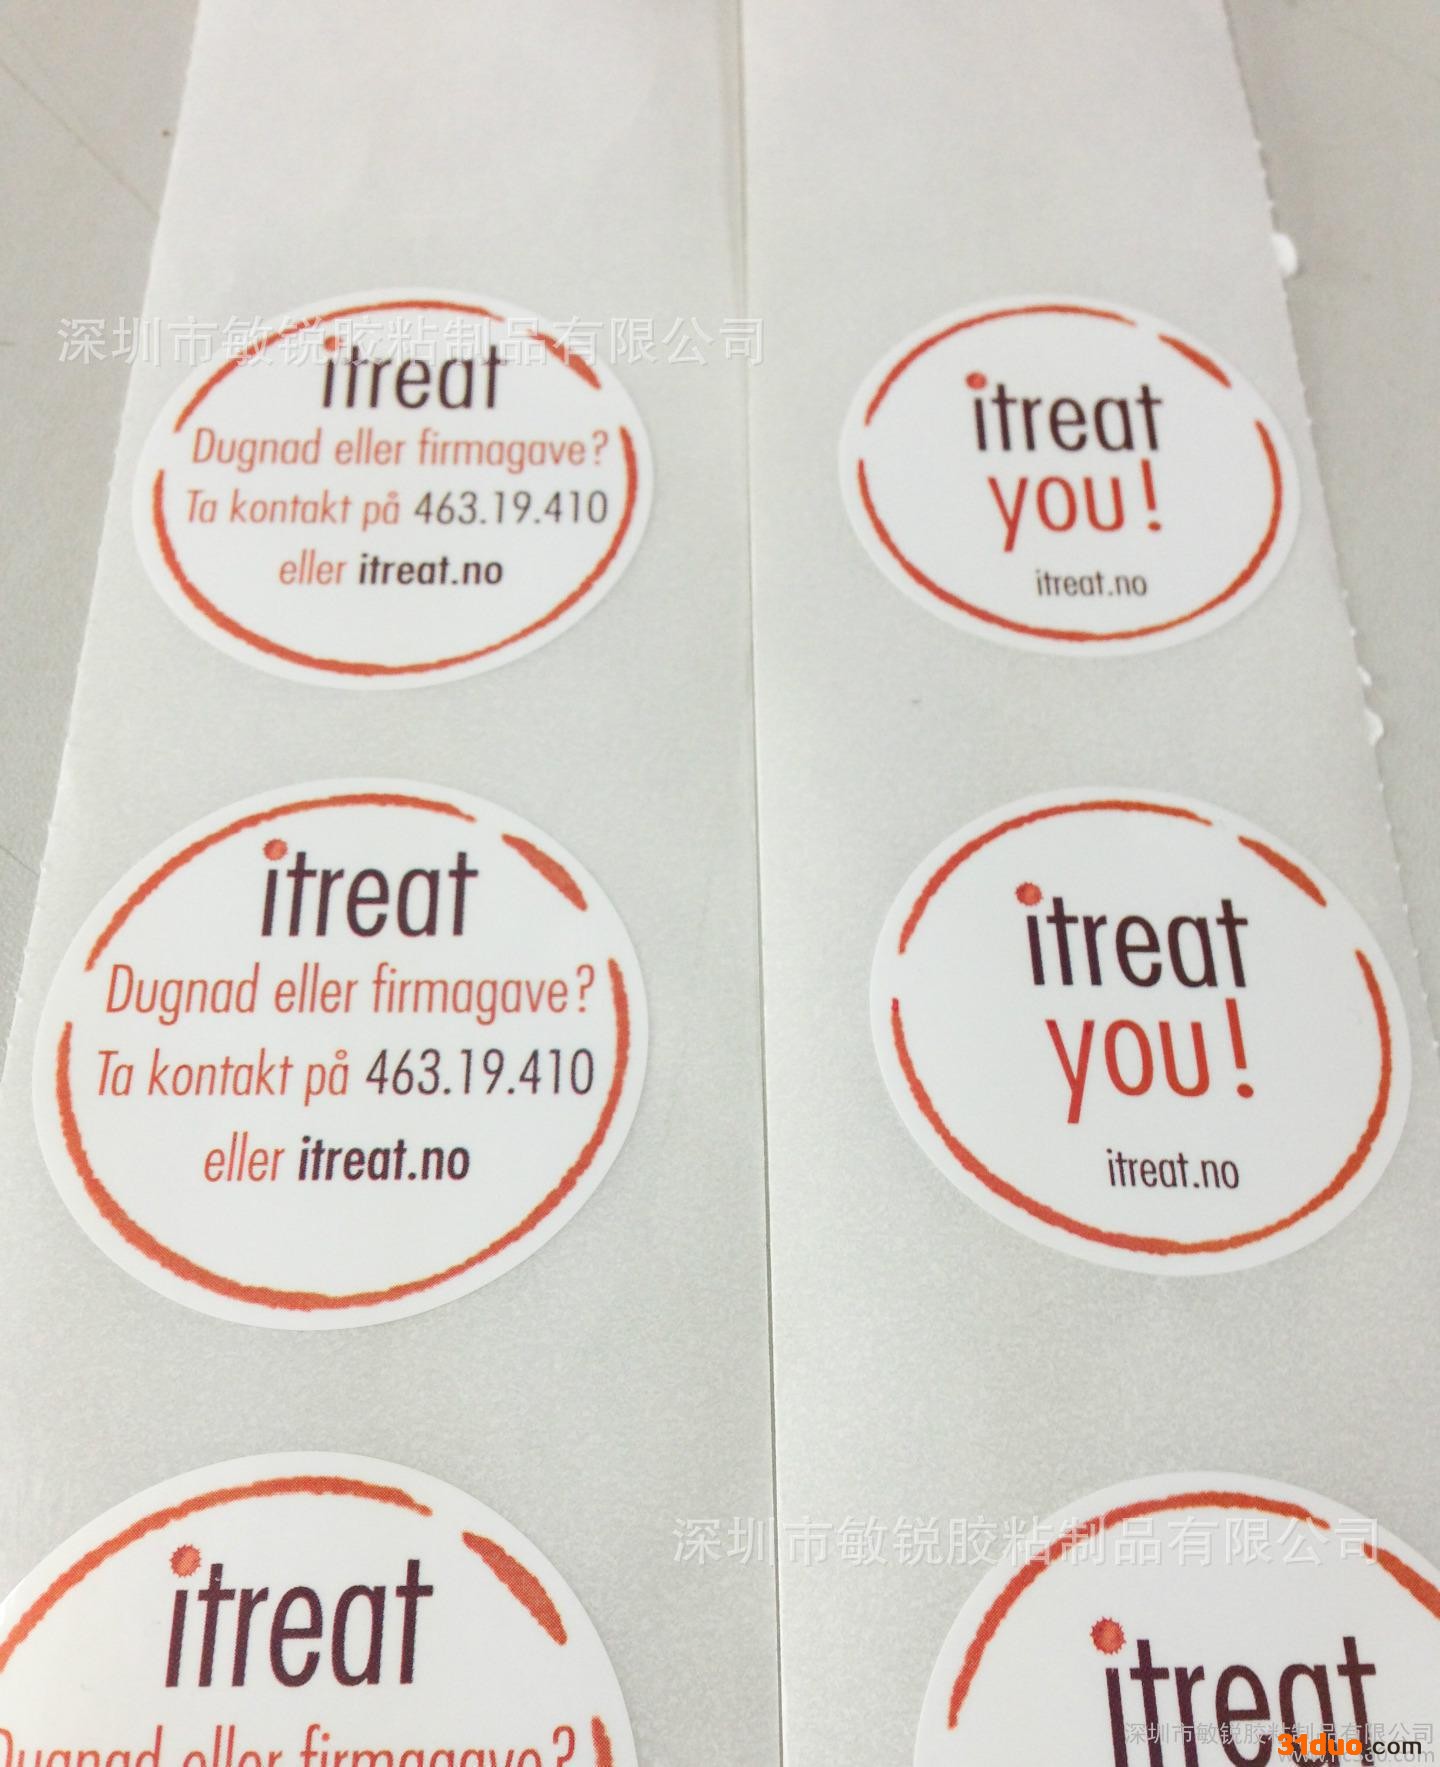 深圳市敏锐胶粘制品有限公司
itreat
Dugnad eller firmagave?
Ta kontakt på 463.19.410
eller itreat.no
itreat
you!
itreat.no
itreat
Dugnad eller firmagave?
Ta kontakt på 463.19.410
eller itreat.no
itreat
you!
itreat.no
深圳市敏锐胶粘制品有限公司
itreat
Dugnad eller firmagave?
itreat
深圳市敏锐胶粘制品有限公司
31duo.com